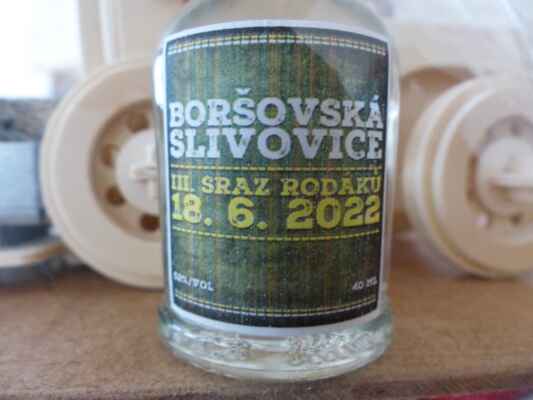 BORŠOVSKÁ
SLIVOVICE
III. SRAZ RODÁKŮ
18. 6. 2022
40 ML